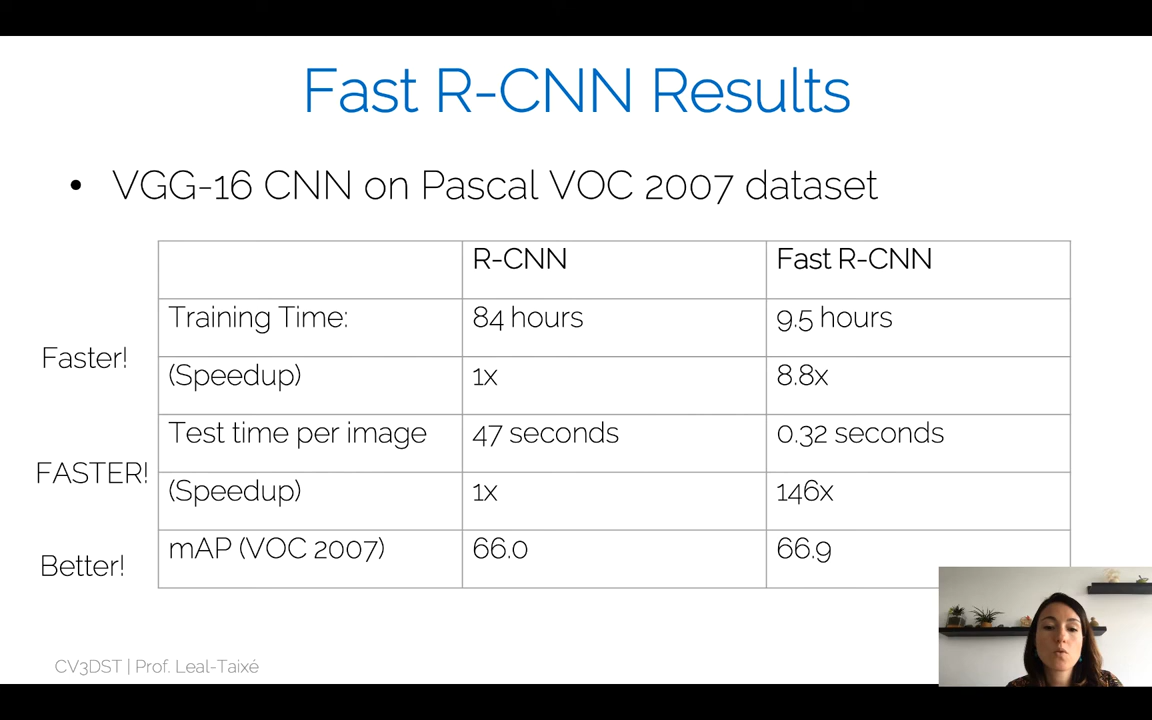 Fast R-CNN Results
• VGG-16 CNN on Pascal VOC 2007 dataset
R-CNN Fast R-CNN
Training Time: 84 hours 9.5 hours
Faster!
(Speedup) 1x 8.8x
Test time per image 47 seconds 0.32 seconds
FASTER!
(Speedup) 1x 146x
mAP (VOC 2007) 66.0 66.9
Better!
CV3DST | Prof. Leal-Taixé